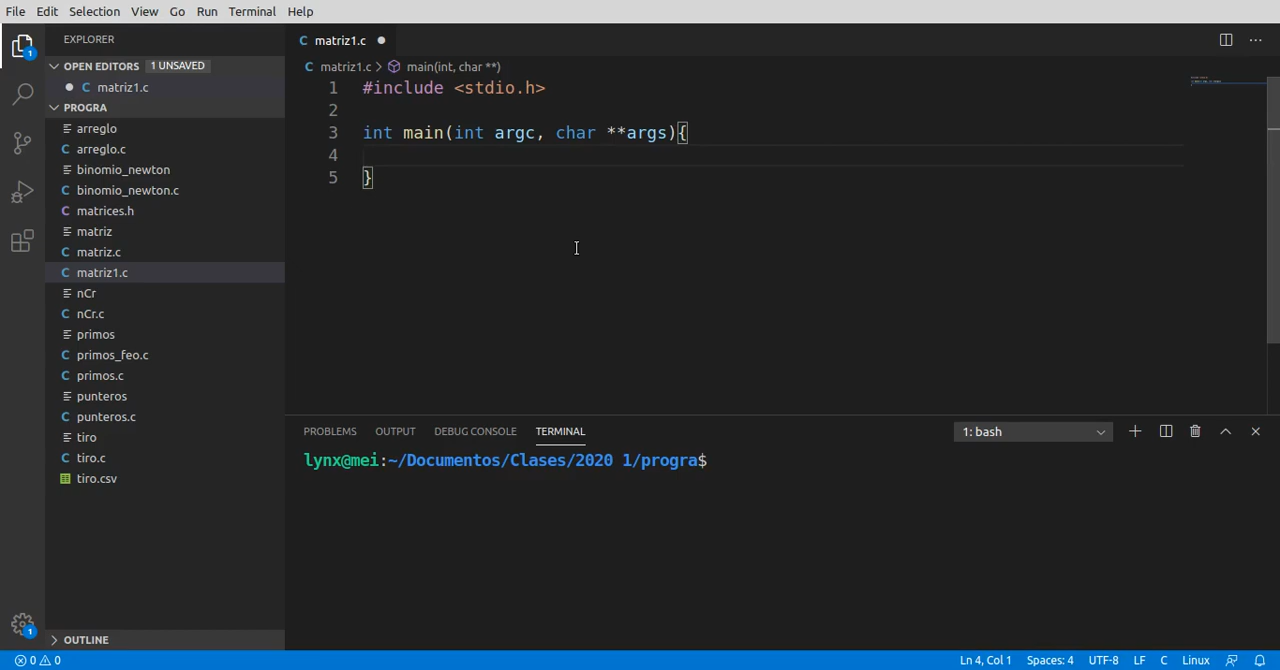 File Edit Selection View Go Run Terminal Help
EXPLORER
OPEN EDITORS 1 UNSAVED
matriz1.c
PROGRA
arreglo
arreglo.c
binomio_newton
binomio_newton.c
matrices.h
matriz
matriz.c
matriz1.c
nCr
nCr.c
primos
primos_feo.c
primos.c
punteros
punteros.c
tiro
tiro.c
tiro.csv
OUTLINE
matriz1.c
matriz1.c > main(int, char **)
1 #include <stdio.h>
2
3 int main(int argc, char **args){
4
5 }
PROBLEMS OUTPUT DEBUG CONSOLE TERMINAL 1: bash
lynx@mei:~/Documentos/Clases/2020 1/progra$
0 0 Ln 4, Col 1 Spaces: 4 UTF-8 LF C Linux